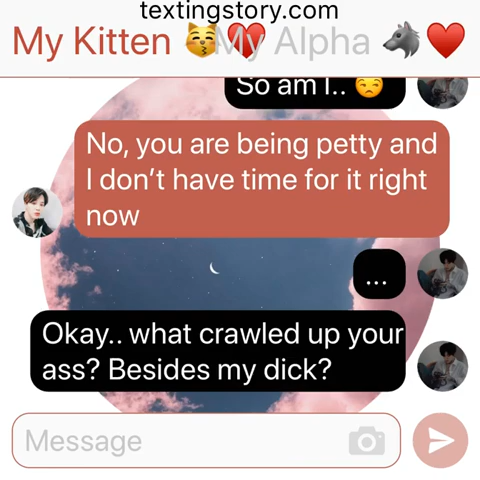 textingstory.com
My Kitten 😽❤️ My Alpha 🐺❤️
So am I.. 😒
No, you are being petty and
I don’t have time for it right
now
...
Okay.. what crawled up your
ass? Besides my dick?
Message